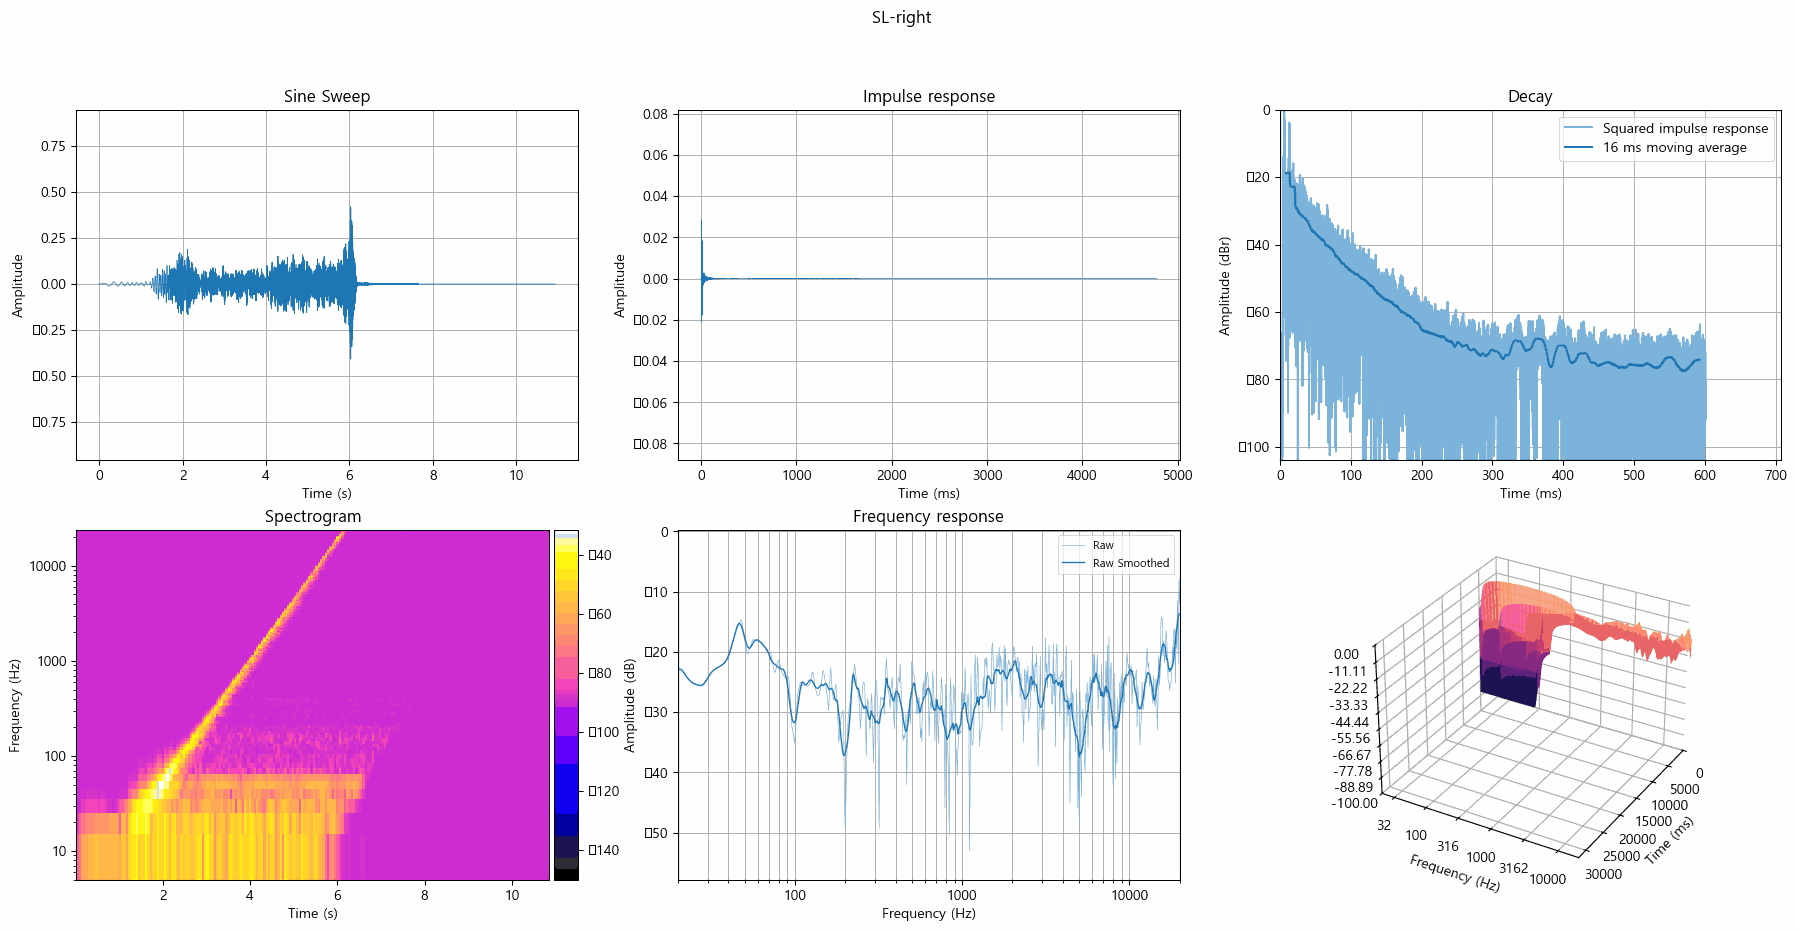 SL-right
Sine Sweep
Amplitude
0.75
0.50
0.25
0.00
▯0.25
▯0.50
▯0.75
0 2 4 6 8 10
Time (s)
Impulse response
Amplitude
0.08
0.06
0.04
0.02
0.00
▯0.02
▯0.04
▯0.06
▯0.08
0 1000 2000 3000 4000 5000
Time (ms)
Decay
Squared impulse response
16 ms moving average
Amplitude (dBr)
0
▯20
▯40
▯60
▯80
▯100
0 100 200 300 400 500 600 700
Time (ms)
Spectrogram
Frequency (Hz)
10000
1000
100
10
2 4 6 8 10
Time (s)
▯40
▯60
▯80
▯100
▯120
▯140
Frequency response
Raw
Raw Smoothed
Amplitude (dB)
0
▯10
▯20
▯30
▯40
▯50
100 1000 10000
Frequency (Hz)
0.00
-11.11
-22.22
-33.33
-44.44
-55.56
-66.67
-77.78
-88.89
-100.00
32
100
316
1000
3162
10000
Frequency (Hz)
0
5000
10000
15000
20000
25000
30000
Time (ms)